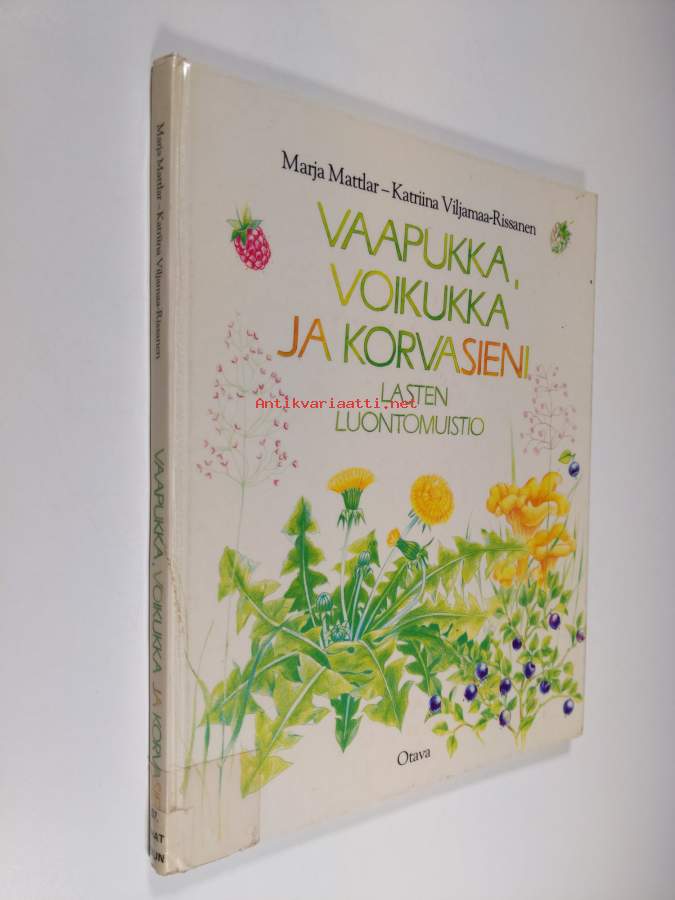 Marja Mattlar – Katriina Viljamaa-Rissanen
VAAPUKKA,
VOIKUKKA
JA KORVASIENI
LASTEN
LUONTOMUISTIO
Antikvariaatti.net
Otava
Marja Mattlar – Katriina Viljamaa-Rissanen
VAAPUKKA, VOIKUKKA JA KORVA